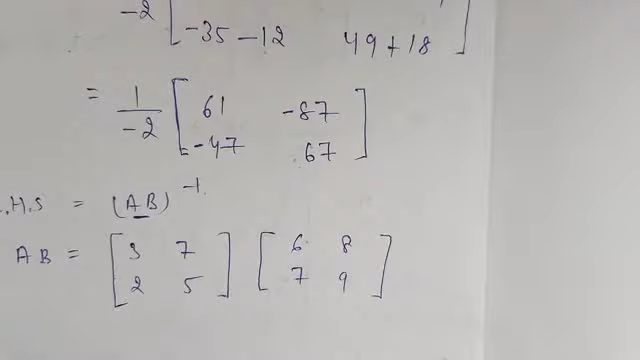 -2 [ -35 - 12 49 + 18 ]
= 1/-2 [ 61 -87
-47 67 ]
.H.S = (AB)⁻¹
AB = [ 3 7 ] [ 6 8 ]
2 5 7 9